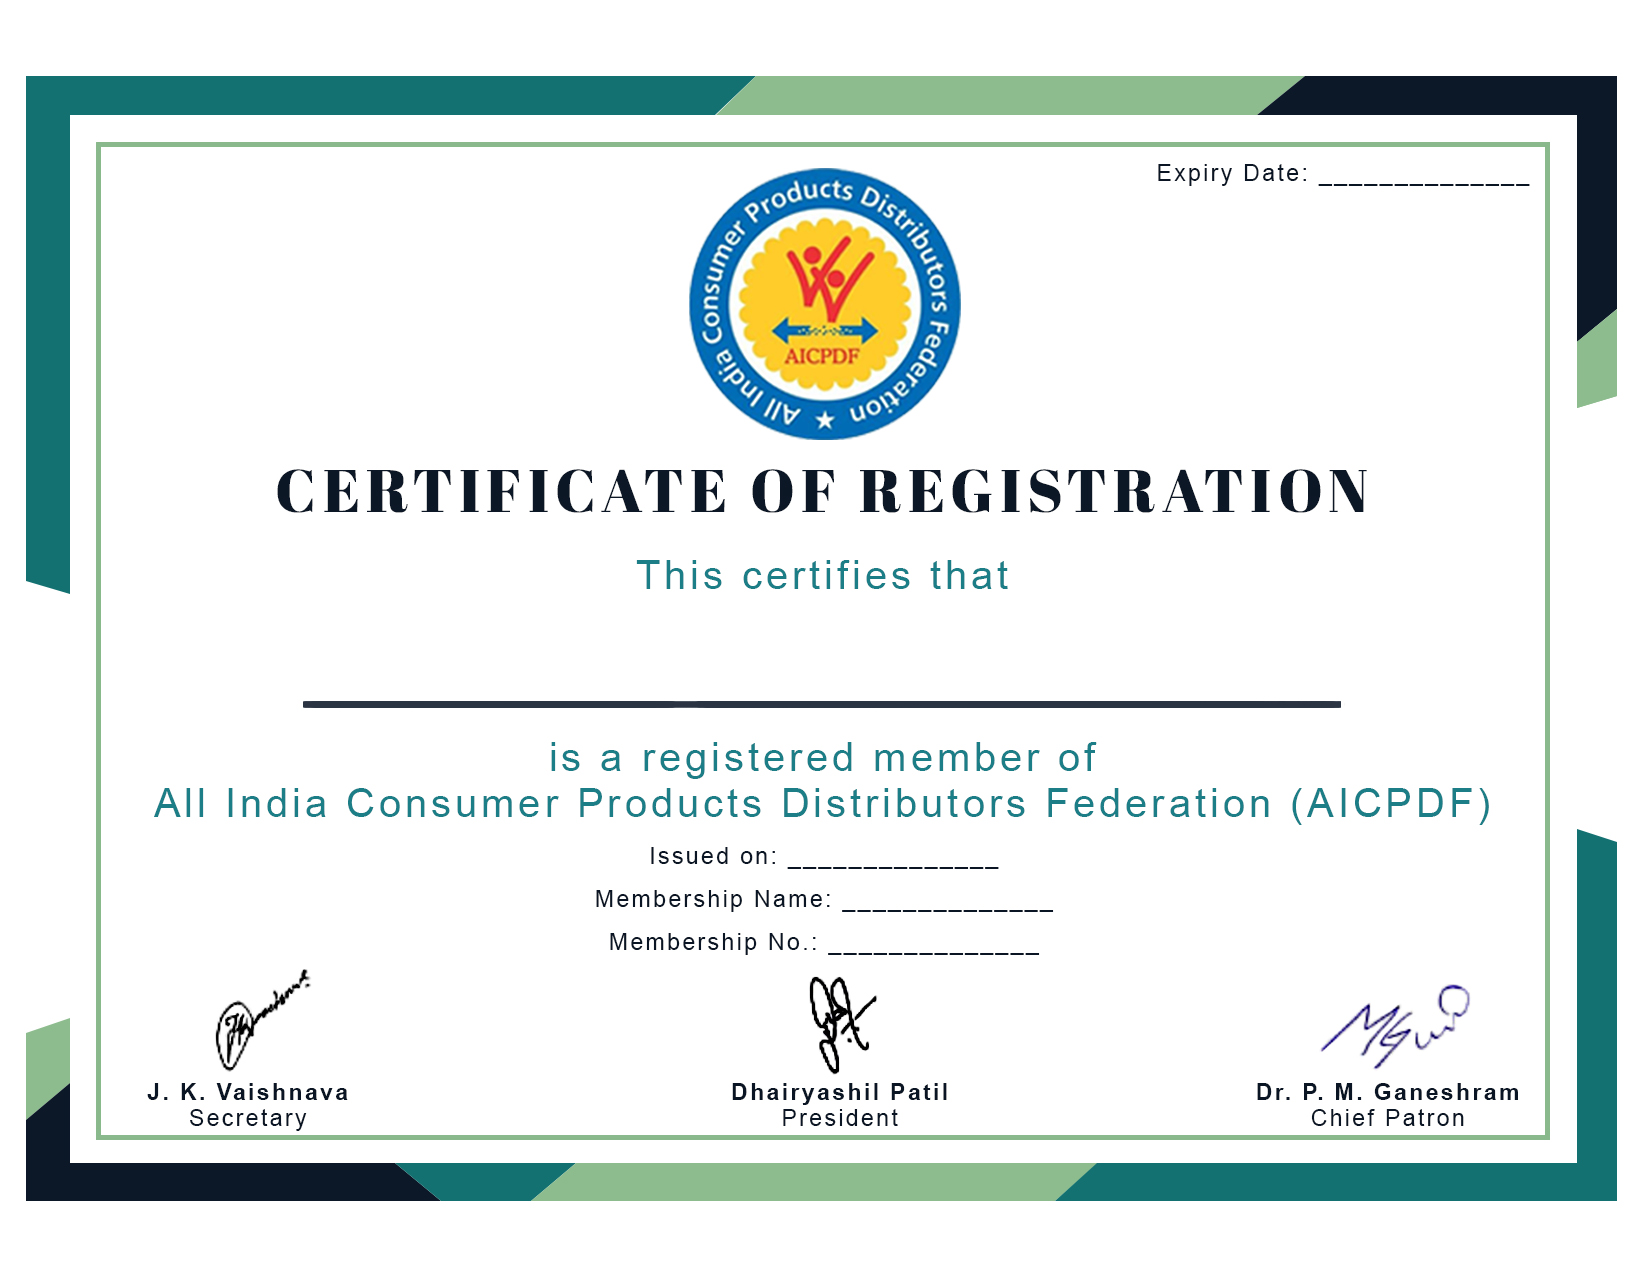 Expiry Date: ______________
All India Consumer Products Distributors Federation
AICPDF
CERTIFICATE OF REGISTRATION
This certifies that
is a registered member of
All India Consumer Products Distributors Federation (AICPDF)
Issued on: ______________
Membership Name: ______________
Membership No.: ______________
J. K. Vaishnava
Secretary
Dhairyashil Patil
President
Dr. P. M. Ganeshram
Chief Patron